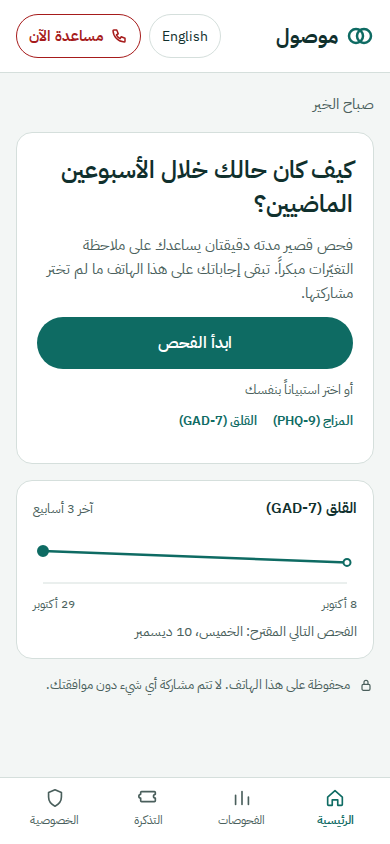 موصول
English
مساعدة الآن
صباح الخير
كيف كان حالك خلال الأسبوعين
الماضيين؟
فحص قصير مدته دقيقتان يساعدك على ملاحظة
التغيّرات مبكراً. تبقى إجاباتك على هذا الهاتف ما لم تختر
مشاركتها.
ابدأ الفحص
أو اختر استبياناً بنفسك
المزاج (PHQ-9) القلق (GAD-7)
القلق (GAD-7) آخر 3 أسابيع
8 أكتوبر 29 أكتوبر
الفحص التالي المقترح: الخميس، 10 ديسمبر
محفوظة على هذا الهاتف. لا تتم مشاركة أي شيء دون موافقتك.
الرئيسية الفحوصات التذكرة الخصوصية